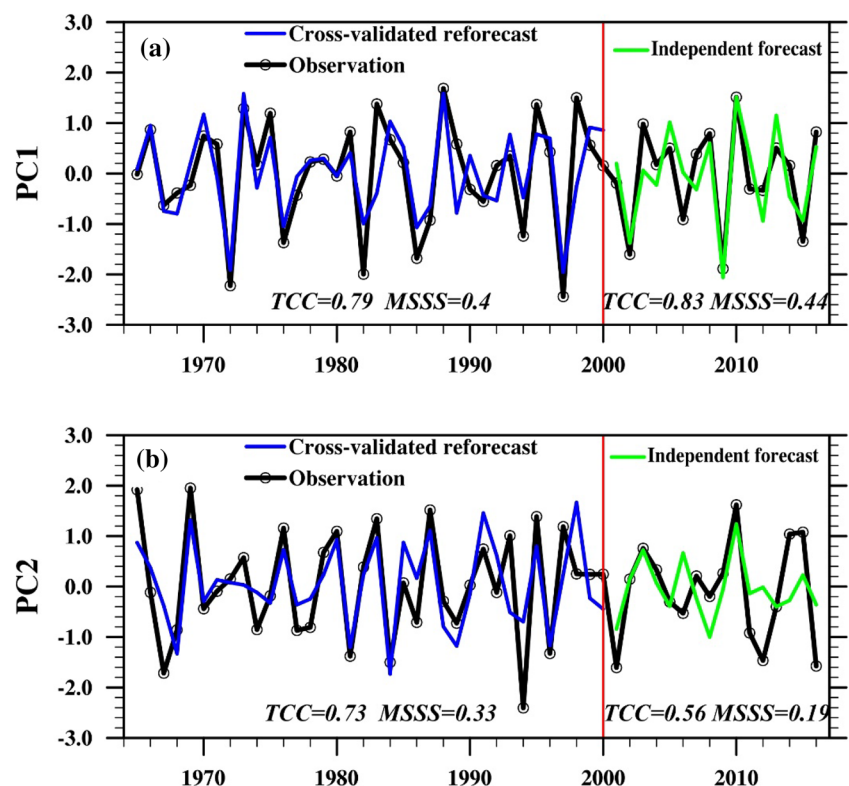 3.0
(a)
Cross-validated reforecast
Independent forecast
Observation
2.0
1.0
0.0
-1.0
-2.0
-3.0
PC1
TCC=0.79 MSSS=0.4
TCC=0.83 MSSS=0.44
1970 1980 1990 2000 2010
3.0
(b)
Cross-validated reforecast
Independent forecast
Observation
2.0
1.0
0.0
-1.0
-2.0
-3.0
PC2
TCC=0.73 MSSS=0.33
TCC=0.56 MSSS=0.19
1970 1980 1990 2000 2010